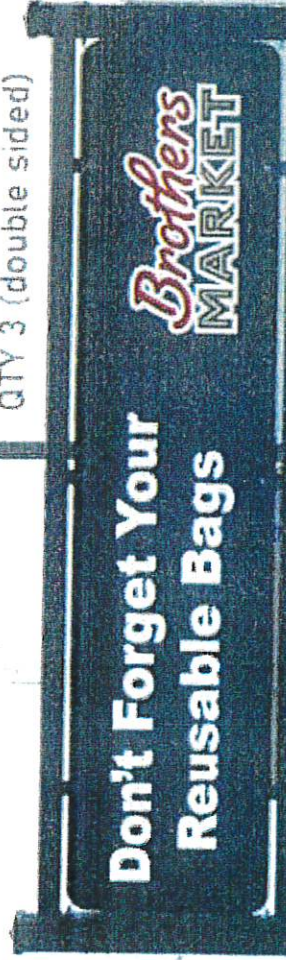 QTY 3 (double sided)
Don't Forget Your
Reusable Bags
Brothers
MARKET